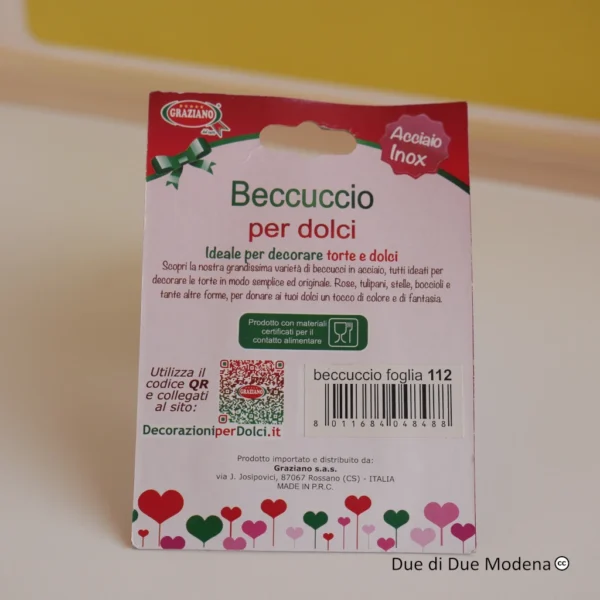 GRAZIANO
Acciaio
Inox
Beccuccio
per dolci
Ideale per decorare torte e dolci
Scopri la nostra grandissima varietà di beccucci in acciaio, tutti ideati per
decorare le torte in modo semplice ed originale. Rose, tulipani, stelle, boccioli e
tante altre forme, per donare ai tuoi dolci un tocco di colore e di fantasia.
Prodotto con materiali
certificati per il
contatto alimentare
Utilizza il
codice QR
e collegati
al sito:
DecorazioniperDolci.it
GRAZIANO
beccuccio foglia 112
8 011684 048488
Prodotto importato e distribuito da:
Graziano s.a.s.
via J. Josipovici, 87067 Rossano (CS) - ITALIA
MADE IN P.R.C.
Due di Due Modena cc